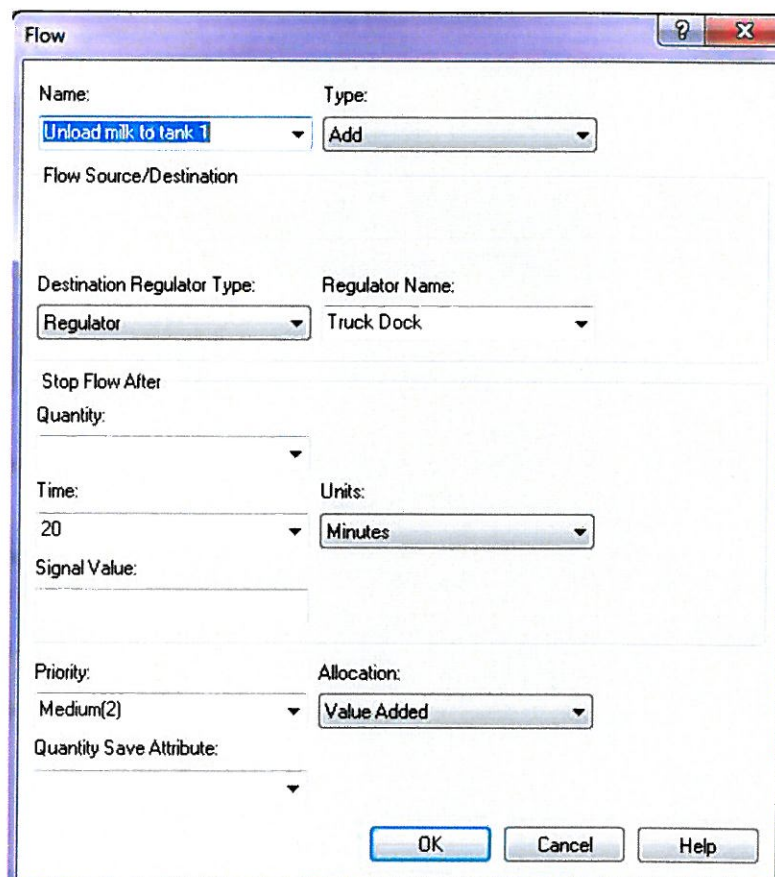 Flow
Name: Type:
Unload milk to tank 1 Add
Flow Source/Destination
Destination Regulator Type: Regulator Name:
Regulator Truck Dock
Stop Flow After
Quantity:
Time: Units:
20 Minutes
Signal Value:
Priority: Allocation:
Medium(2) Value Added
Quantity Save Attribute:
OK Cancel Help